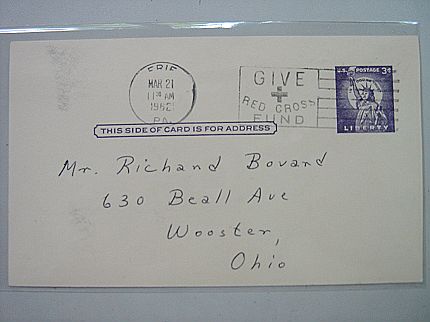 ERIE
MAR 21
11 30 AM
1962
PA.
GIVE
RED CROSS
FUND
U.S. POSTAGE 3¢
LIBERTY
THIS SIDE OF CARD IS FOR ADDRESS
Mr. Richard Bovard
630 Beall Ave
Wooster,
Ohio